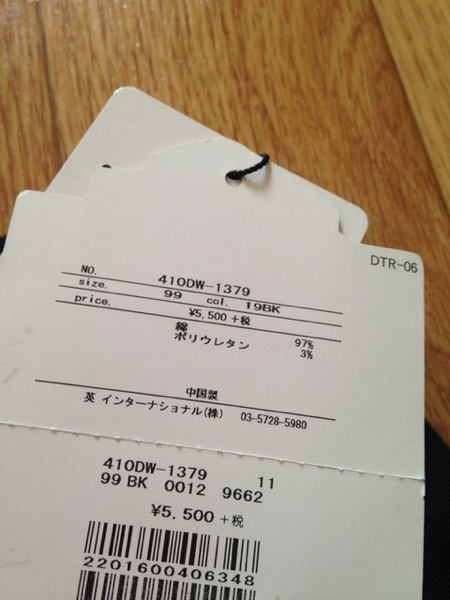 DTR-06
NO. 410DW-1379
size. 99 col. 19BK
price. ¥5,500+税
綿 97%
ポリウレタン 3%
中国製
英 インターナショナル(株) 03-5728-5980
410DW-1379 11
99 BK 0012 9662
¥5,500+税
2201600406348